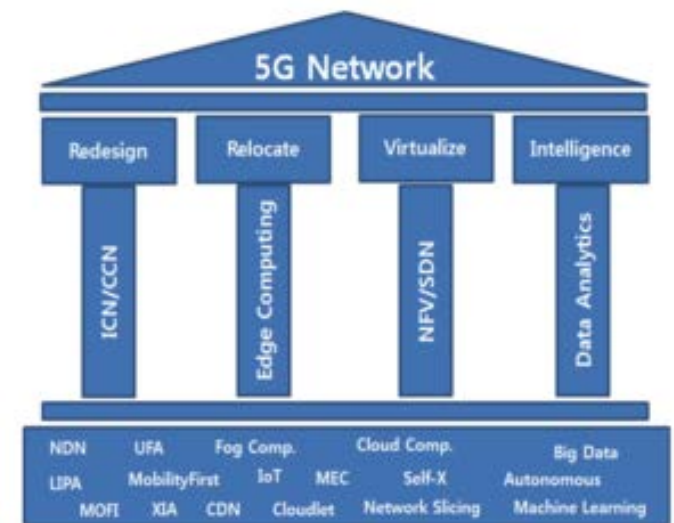 5G Network
Redesign Relocate Virtualize Intelligence
ICN/CCN
Edge Computing
NFV/SDN
Data Analytics
NDN UFA Fog Comp. Cloud Comp. Big Data
LIPA MobilityFirst IoT MEC Self-X Autonomous
MOFI XIA CDN Cloudlet Network Slicing Machine Learning